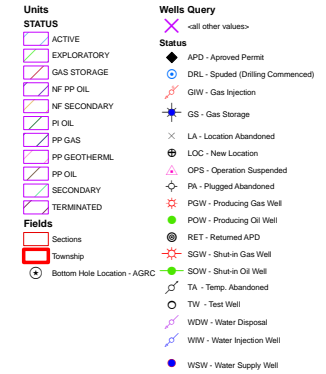 Units
STATUS
ACTIVE
EXPLORATORY
GAS STORAGE
NF PP OIL
NF SECONDARY
PI OIL
PP GAS
PP GEOTHERML
PP OIL
SECONDARY
TERMINATED
Fields
Sections
Township
Bottom Hole Location - AGRC
Wells Query
<all other values>
Status
APD - Aproved Permit
DRL - Spuded (Drilling Commenced)
GIW - Gas Injection
GS - Gas Storage
LA - Location Abandoned
LOC - New Location
OPS - Operation Suspended
PA - Plugged Abandoned
PGW - Producing Gas Well
POW - Producing Oil Well
RET - Returned APD
SGW - Shut-in Gas Well
SOW - Shut-in Oil Well
TA - Temp. Abandoned
TW - Test Well
WDW - Water Disposal
WIW - Water Injection Well
WSW - Water Supply Well